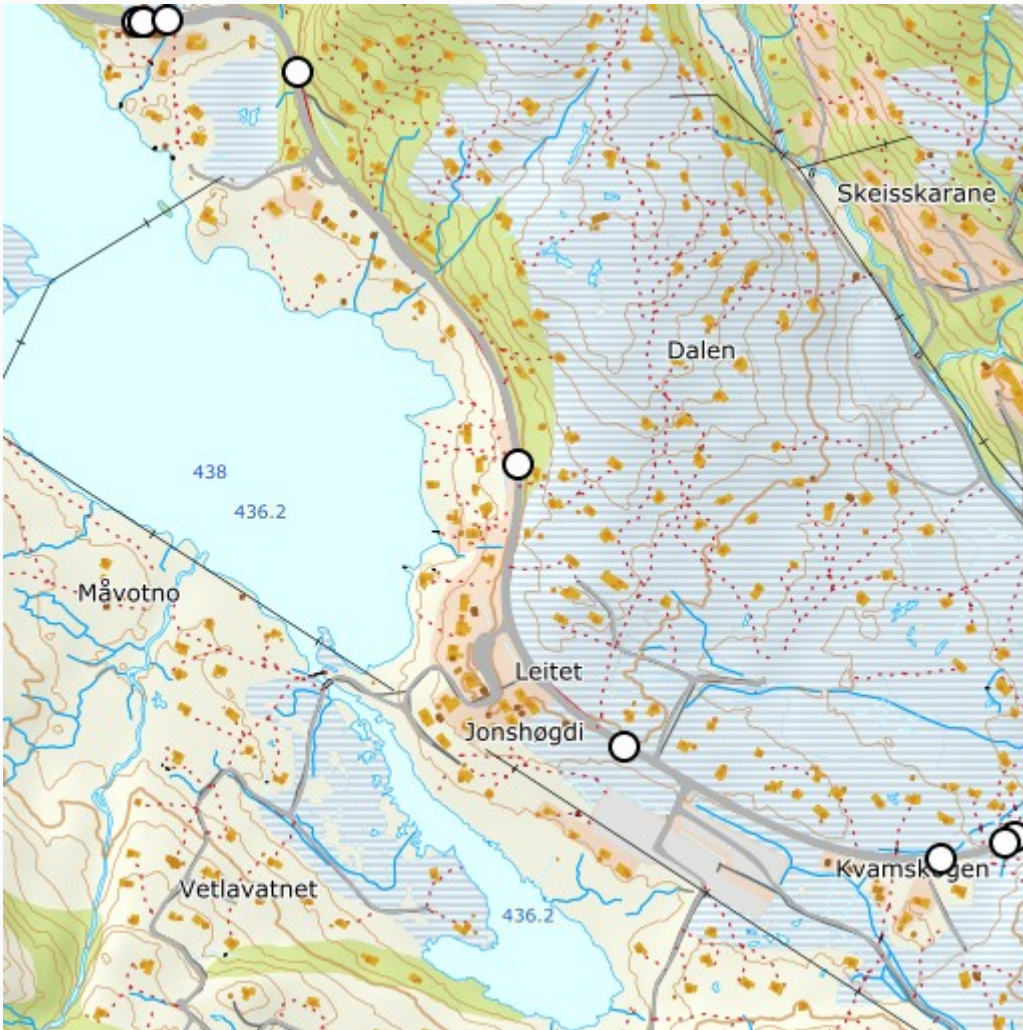 Skeisskarane
Dalen
438
436.2
Måvotno
Leitet
Jonshøgdi
Kvamskogen
Vetlavatnet
436.2